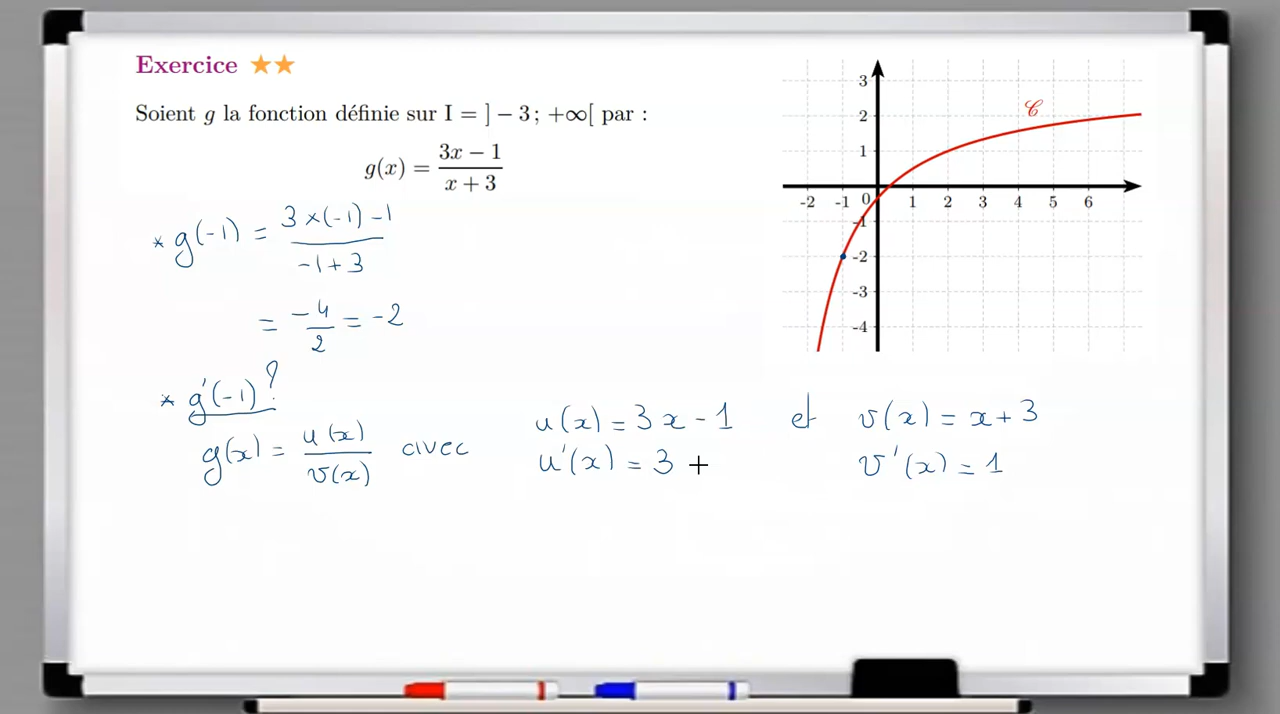 Exercice ★★
Soient g la fonction définie sur I = ]−3; +∞[ par :
g(x) = (3x − 1)/(x + 3)
* g(-1) = (3×(-1) -1)/(-1+3)
= -4/2 = -2
* g'(-1)?
g(x) = u(x)/v(x) avec u(x) = 3x - 1 et v(x) = x + 3
u'(x) = 3 v'(x) = 1
𝒞
3
2
1
-2 -1 0 1 2 3 4 5 6
-1
-2
-3
-4